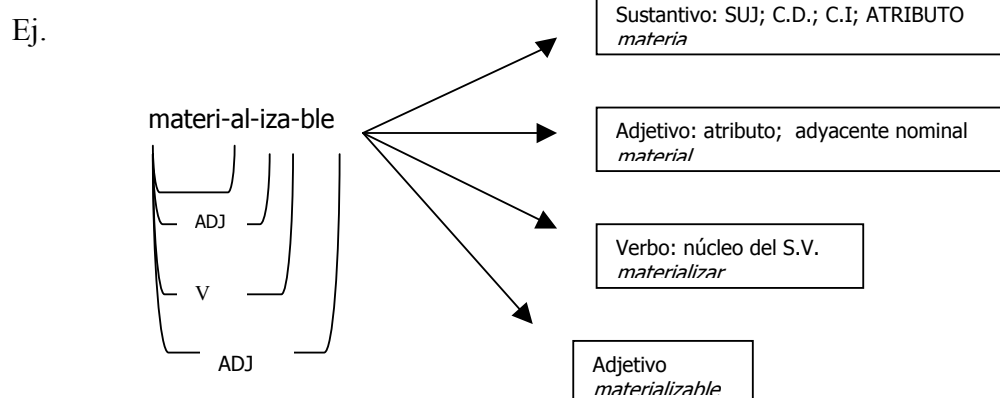 Ej.
Sustantivo: SUJ; C.D.; C.I; ATRIBUTO
materia
materi-al-iza-ble
Adjetivo: atributo; adyacente nominal
material
ADJ
Verbo: núcleo del S.V.
materializar
V
ADJ
Adjetivo
materializable